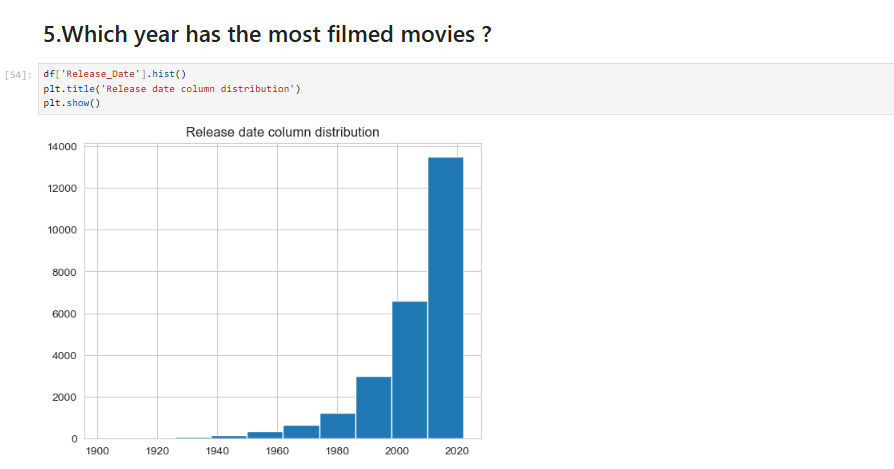 5.Which year has the most filmed movies ?
[54]:
df['Release_Date'].hist()
plt.title('Release date column distribution')
plt.show()
Release date column distribution
14000
12000
10000
8000
6000
4000
2000
0
1900 1920 1940 1960 1980 2000 2020